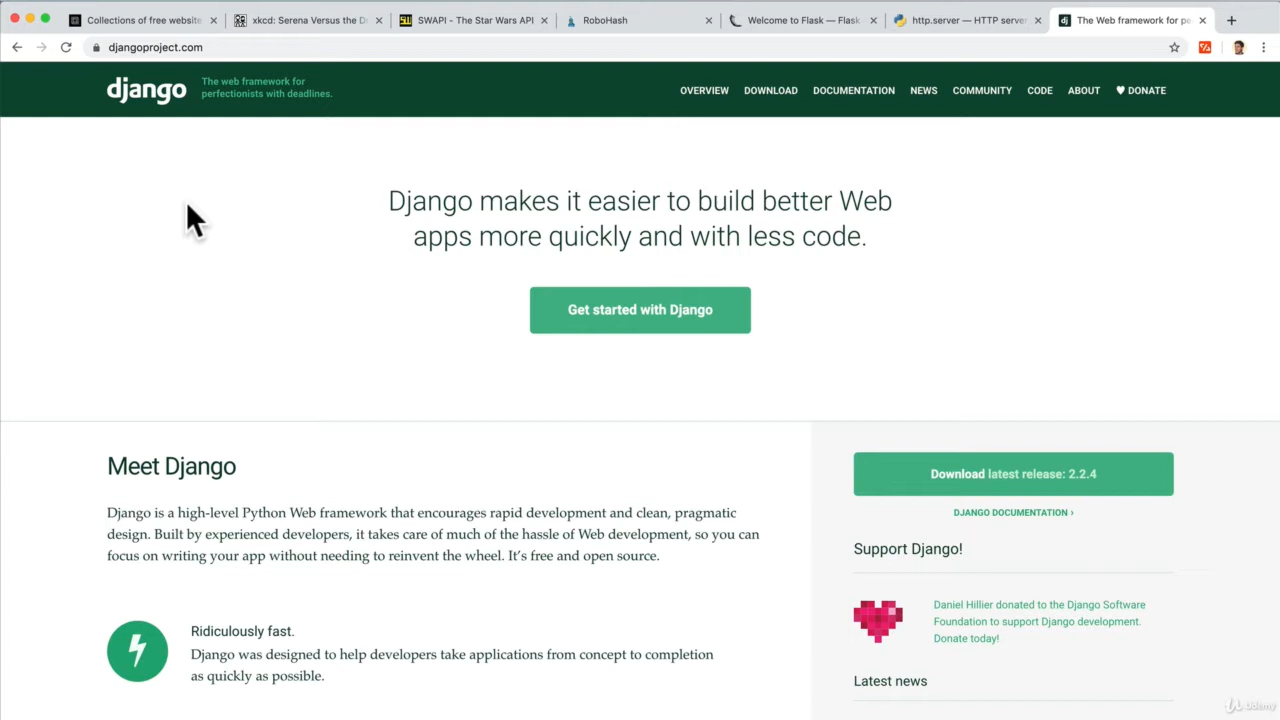 Collections of free website
xkcd: Serena Versus the Dr
SWAPI - The Star Wars API
RoboHash
Welcome to Flask — Flask
http.server — HTTP server
dj
The Web framework for pe
djangoproject.com
django
The web framework for
perfectionists with deadlines.
OVERVIEW DOWNLOAD DOCUMENTATION NEWS COMMUNITY CODE ABOUT DONATE
Django makes it easier to build better Web
apps more quickly and with less code.
Get started with Django
Meet Django
Django is a high-level Python Web framework that encourages rapid development and clean, pragmatic
design. Built by experienced developers, it takes care of much of the hassle of Web development, so you can
focus on writing your app without needing to reinvent the wheel. It's free and open source.
Ridiculously fast.
Django was designed to help developers take applications from concept to completion
as quickly as possible.
Download latest release: 2.2.4
DJANGO DOCUMENTATION ›
Support Django!
Daniel Hillier donated to the Django Software
Foundation to support Django development.
Donate today!
Latest news
Udemy